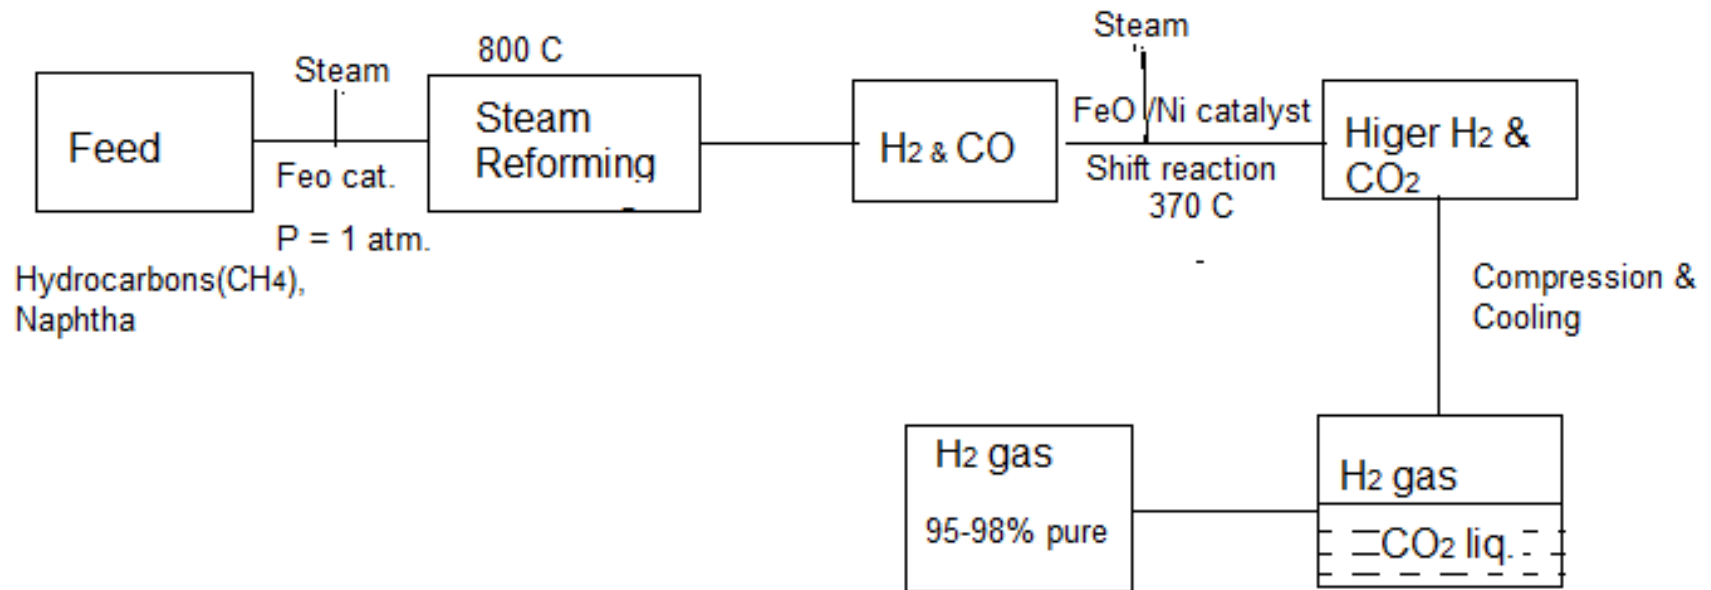 Feed
Steam
Feo cat.
P = 1 atm.
Hydrocarbons(CH4),
Naphtha
800 C
Steam
Reforming
H2 & CO
Steam
FeO /Ni catalyst
Shift reaction
370 C
Higer H2 &
CO2
Compression &
Cooling
H2 gas
CO2 liq.
H2 gas
95-98% pure